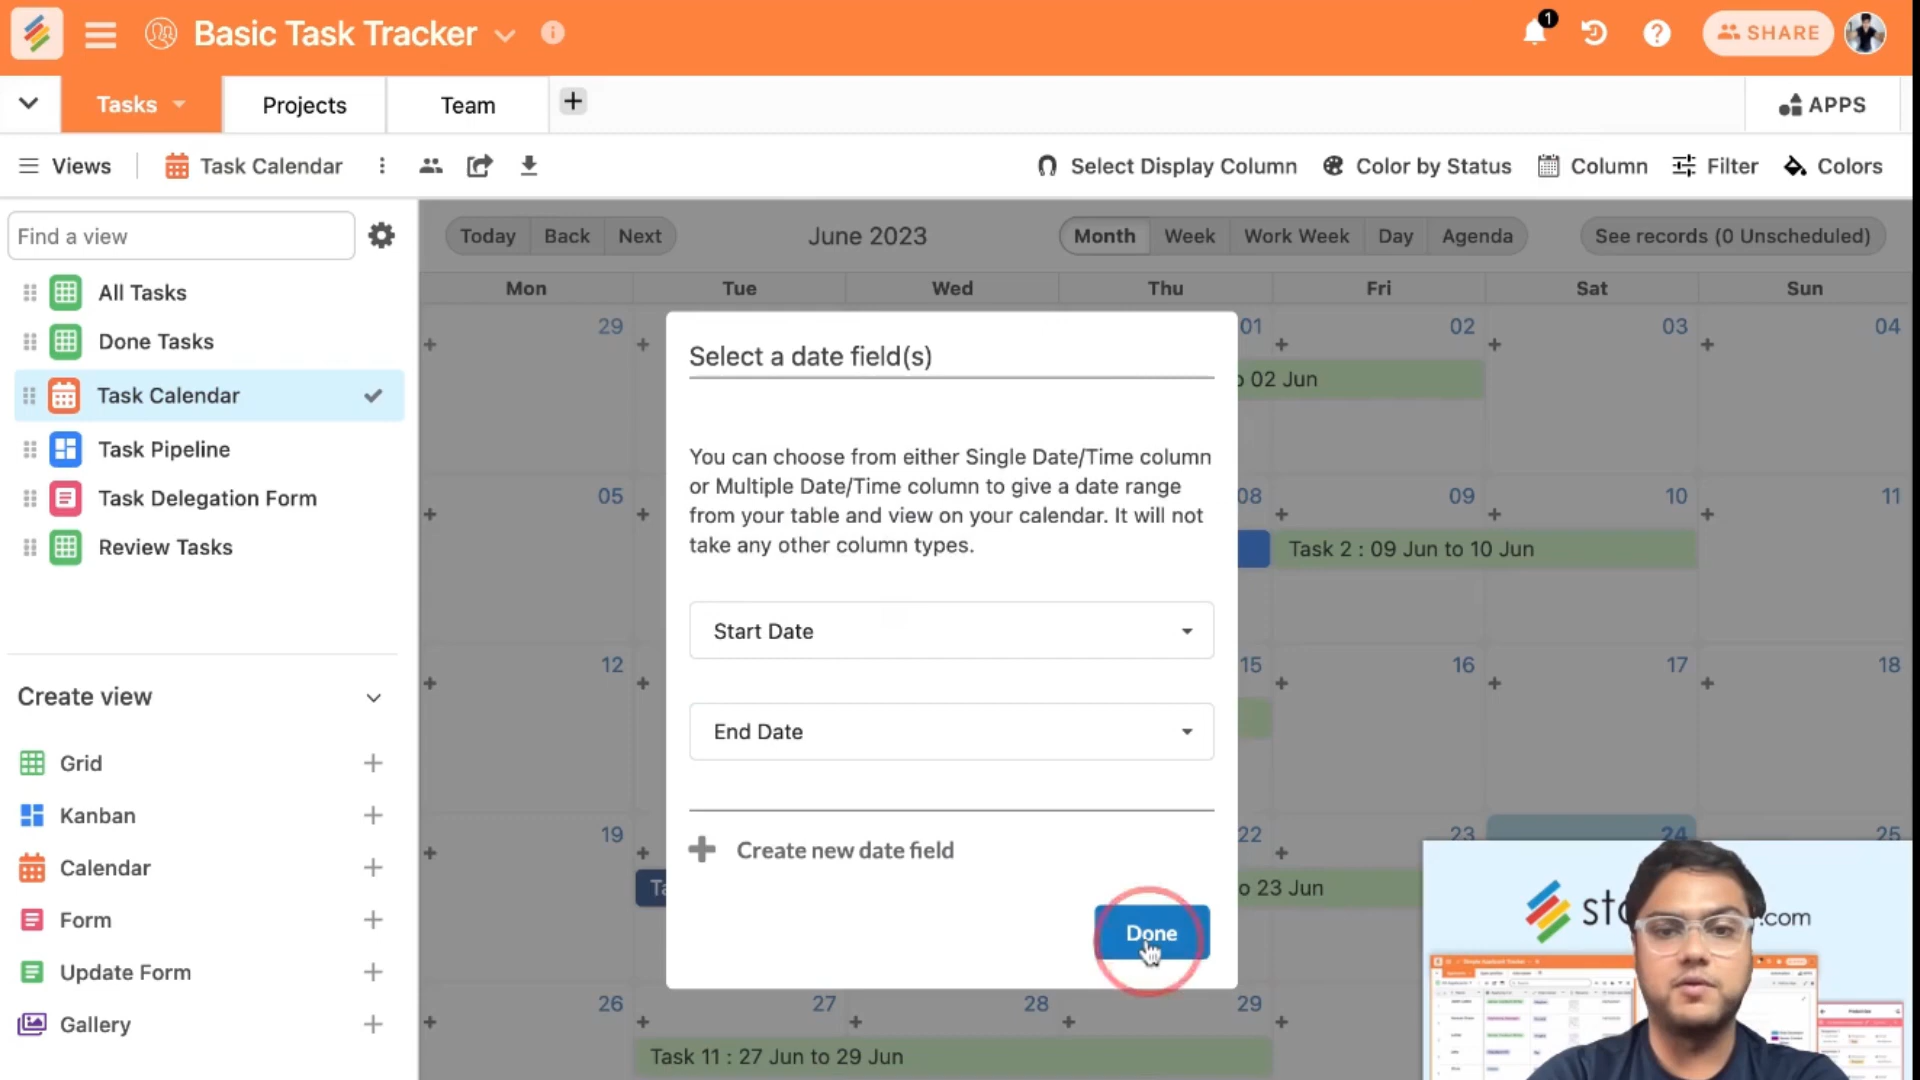 Basic Task Tracker
1
SHARE
Tasks
Projects
Team
APPS
Views
Task Calendar
Select Display Column
Color by Status
Column
Filter
Colors
Find a view
Today
Back
Next
June 2023
Month
Week
Work Week
Day
Agenda
See records (0 Unscheduled)
All Tasks
Done Tasks
Task Calendar
Task Pipeline
Task Delegation Form
Review Tasks
Create view
Grid
Kanban
Calendar
Form
Update Form
Gallery
Mon
Tue
Wed
Thu
Fri
Sat
Sun
29
01
02
03
04
02 Jun
05
08
09
10
11
Task 2 : 09 Jun to 10 Jun
12
15
16
17
18
19
22
23
24
25
23 Jun
26
27
28
29
Task 11 : 27 Jun to 29 Jun
Select a date field(s)
You can choose from either Single Date/Time column
or Multiple Date/Time column to give a date range
from your table and view on your calendar. It will not
take any other column types.
Start Date
End Date
Create new date field
Done
.com